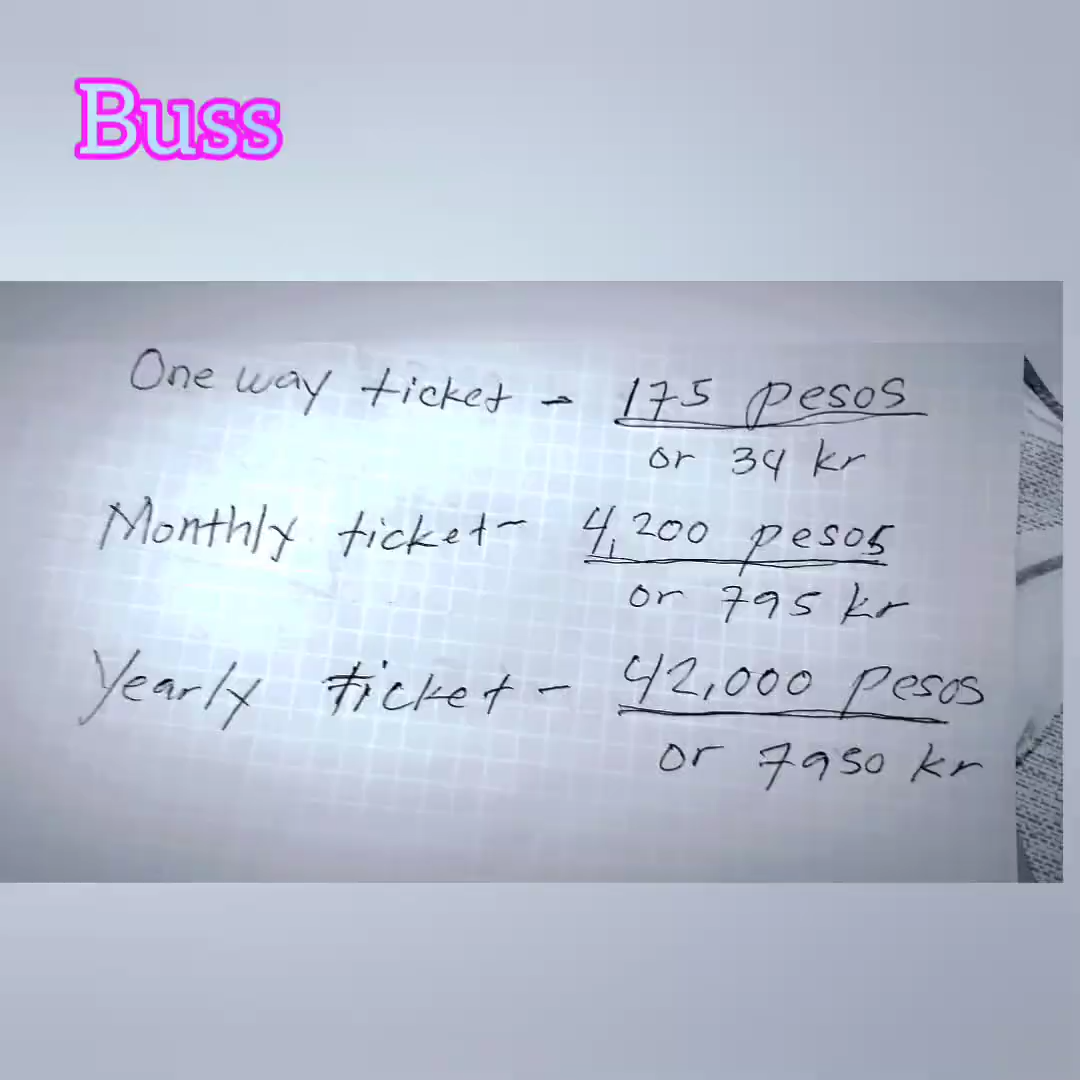 Buss
One way ticket - 175 pesos
or 34 kr
Monthly ticket - 4,200 pesos
or 795 kr
Yearly ticket - 42,000 pesos
or 7950 kr